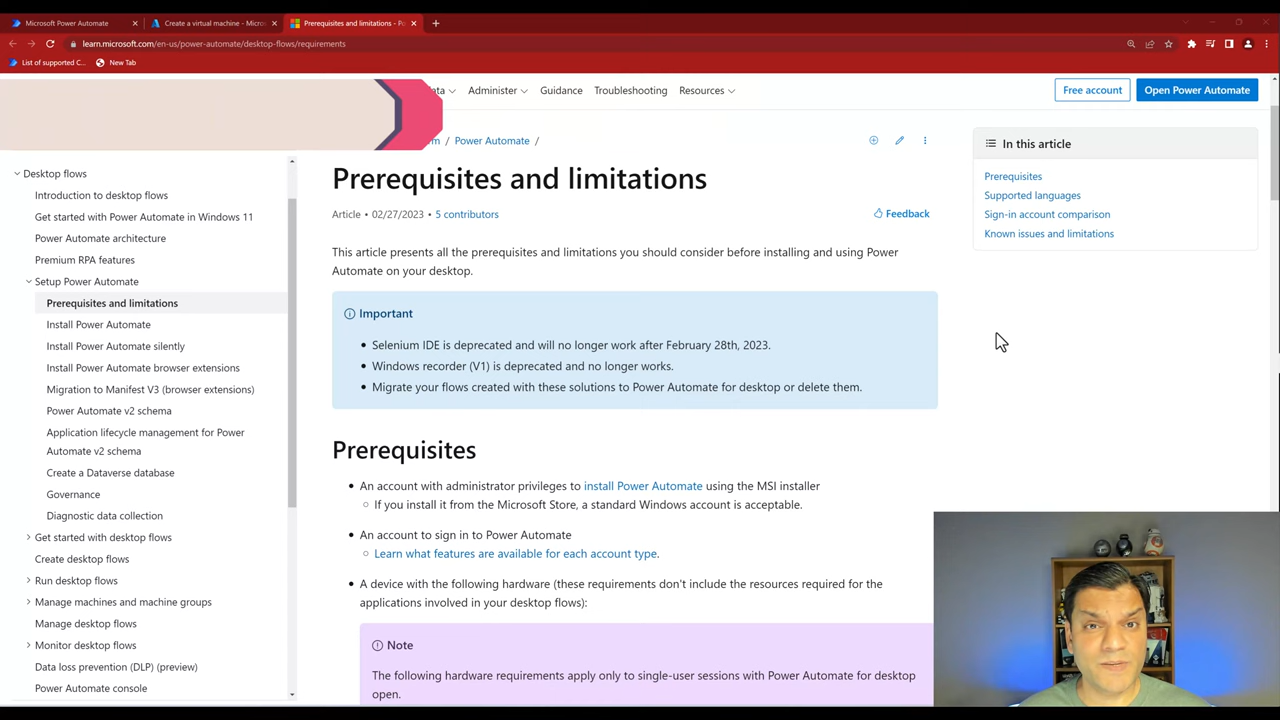 Microsoft Power Automate
Create a virtual machine - Micros
Prerequisites and limitations - Po
learn.microsoft.com/en-us/power-automate/desktop-flows/requirements
List of supported C...
New Tab
ata
Administer
Guidance
Troubleshooting
Resources
Free account
Open Power Automate
rm / Power Automate /
Desktop flows
Introduction to desktop flows
Get started with Power Automate in Windows 11
Power Automate architecture
Premium RPA features
Setup Power Automate
Prerequisites and limitations
Install Power Automate
Install Power Automate silently
Install Power Automate browser extensions
Migration to Manifest V3 (browser extensions)
Power Automate v2 schema
Application lifecycle management for Power
Automate v2 schema
Create a Dataverse database
Governance
Diagnostic data collection
Get started with desktop flows
Create desktop flows
Run desktop flows
Manage machines and machine groups
Manage desktop flows
Monitor desktop flows
Data loss prevention (DLP) (preview)
Power Automate console
Prerequisites and limitations
Article • 02/27/2023 • 5 contributors
Feedback
This article presents all the prerequisites and limitations you should consider before installing and using Power
Automate on your desktop.
Important
• Selenium IDE is deprecated and will no longer work after February 28th, 2023.
• Windows recorder (V1) is deprecated and no longer works.
• Migrate your flows created with these solutions to Power Automate for desktop or delete them.
Prerequisites
• An account with administrator privileges to install Power Automate using the MSI installer
○ If you install it from the Microsoft Store, a standard Windows account is acceptable.
• An account to sign in to Power Automate
○ Learn what features are available for each account type.
• A device with the following hardware (these requirements don't include the resources required for the
applications involved in your desktop flows):
Note
The following hardware requirements apply only to single-user sessions with Power Automate for desktop
open.
In this article
Prerequisites
Supported languages
Sign-in account comparison
Known issues and limitations